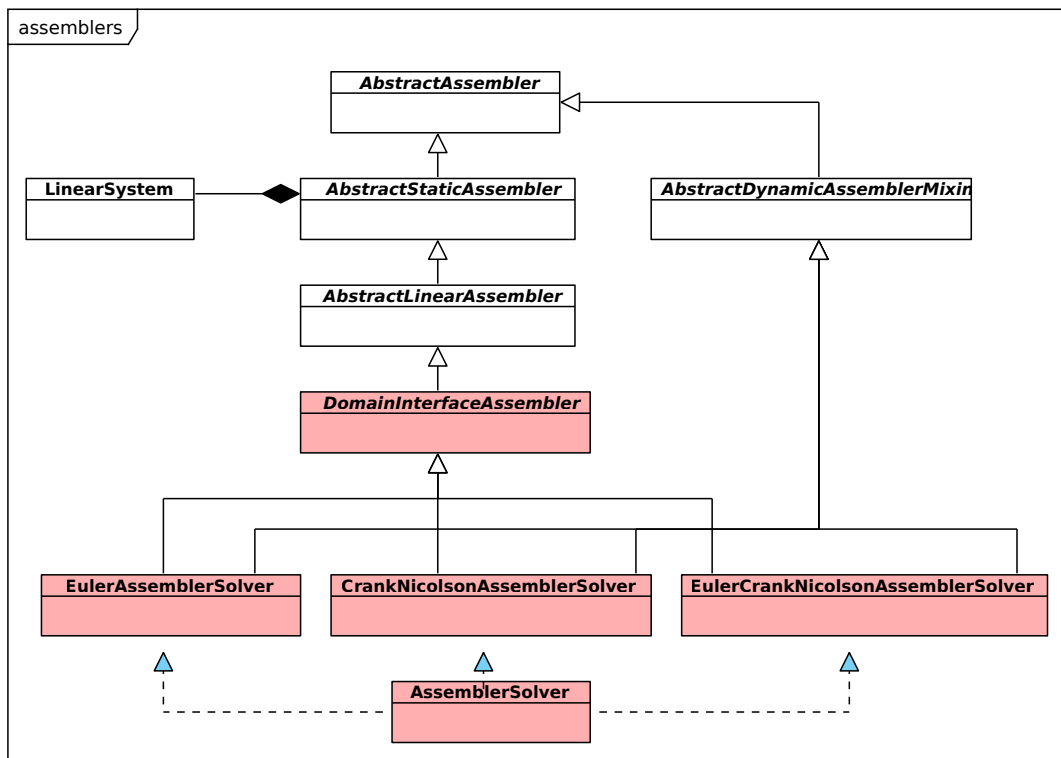 assemblers
AbstractAssembler
LinearSystem
AbstractStaticAssembler
AbstractDynamicAssemblerMixin
AbstractLinearAssembler
DomainInterfaceAssembler
EulerAssemblerSolver
CrankNicolsonAssemblerSolver
EulerCrankNicolsonAssemblerSolver
AssemblerSolver